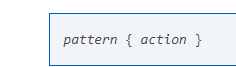 pattern { action }